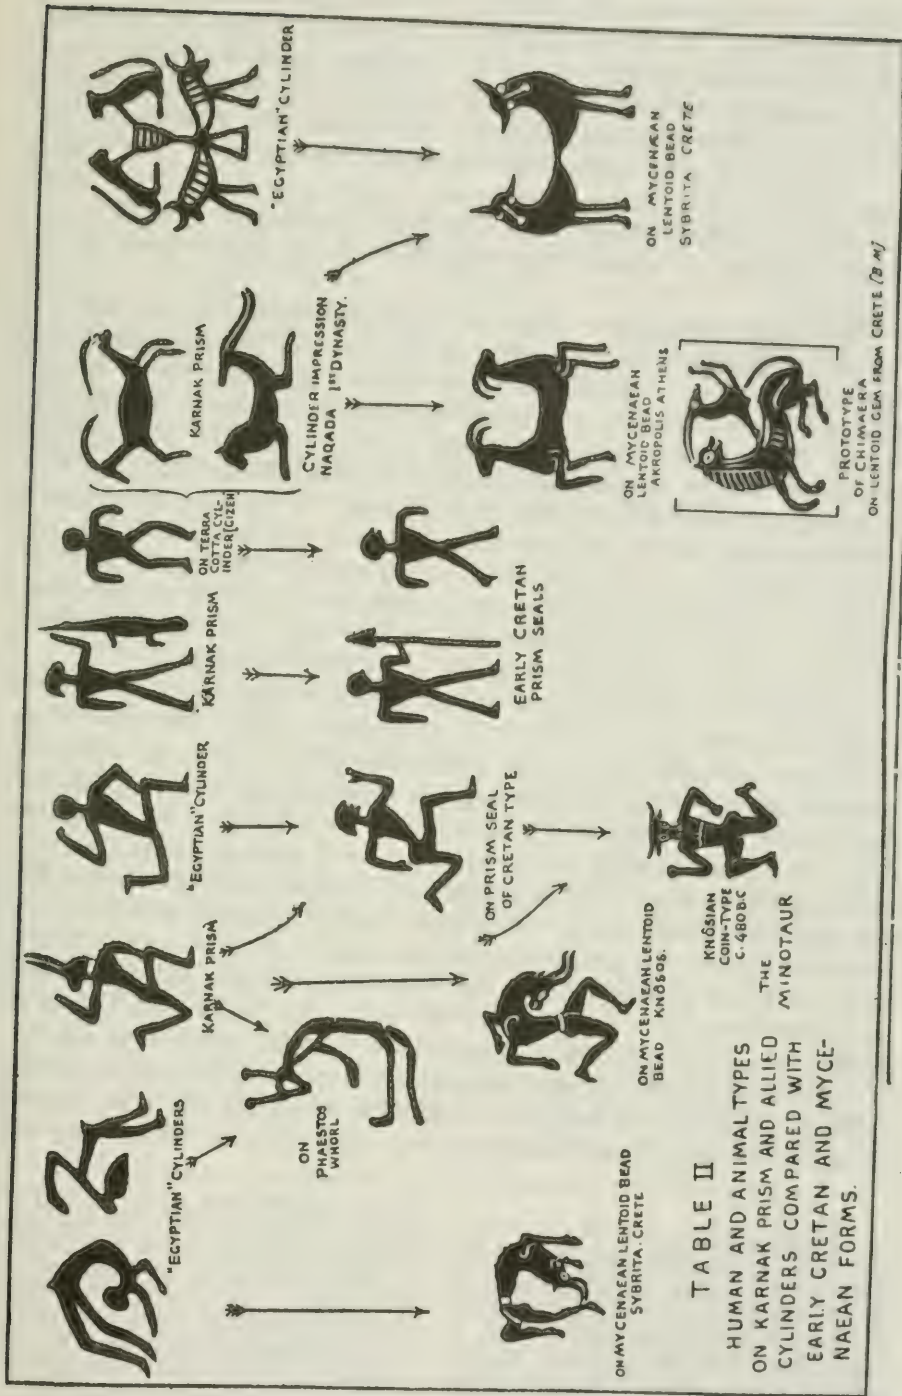 "EGYPTIAN" CYLINDERS
KARNAK PRISM
"EGYPTIAN" CYLINDER
KARNAK PRISM
ON TERRA
COTTA CYL-
INDER [GIZEH
KARNAK PRISM
CYLINDER IMPRESSION
NAQADA 1ST DYNASTY.
"EGYPTIAN" CYLINDER
ON
PHAESTOS
WHORL
ON PRISM SEAL
OF CRETAN TYPE
EARLY CRETAN
PRISM SEALS
ON MYCENAEAN LENTOID BEAD
SYBRITA. CRETE
ON MYCENAEAN LENTOID
BEAD KNÔSOS.
ON MYCENAEAN
LENTOID BEAD
AKROPOLIS ATHENS
ON MYCENÆAN
LENTOID BEAD
SYBRITA CRETE
KNÔSIAN
COIN-TYPE
C. 480 B.C
THE
MINOTAUR
PROTOTYPE
OF CHIMAERA
ON LENTOID GEM FROM CRETE [B M]
TABLE II
HUMAN AND ANIMAL TYPES
ON KARNAK PRISM AND ALLIED
CYLINDERS COMPARED WITH
EARLY CRETAN AND MYCE-
NAEAN FORMS.